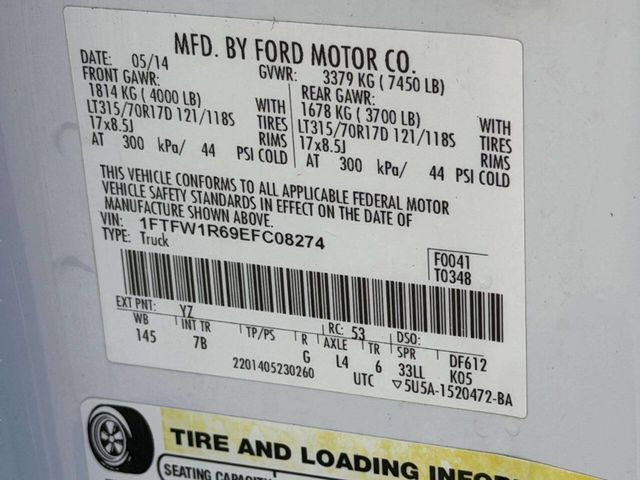 MFD. BY FORD MOTOR CO.
DATE: 05/14 GVWR: 3379 KG ( 7450 LB)
FRONT GAWR: REAR GAWR:
1814 KG ( 4000 LB) WITH 1678 KG ( 3700 LB) WITH
LT315/70R17D 121/118S TIRES LT315/70R17D 121/118S TIRES
17x8.5J RIMS 17x8.5J RIMS
AT 300 kPa/ 44 PSI COLD AT 300 kPa/ 44 PSI COLD
THIS VEHICLE CONFORMS TO ALL APPLICABLE FEDERAL MOTOR
VEHICLE SAFETY STANDARDS IN EFFECT ON THE DATE OF
MANUFACTURE SHOWN ABOVE.
VIN: 1FTFW1R69EFC08274
TYPE: Truck
F0041
T0348
EXT PNT: YZ RC: 53 DSO:
WB INT TR TP/PS R AXLE TR SPR DF612
145 7B G L4 6 33LL K05
2201405230260 UTC ▽5U5A-1520472-BA
TIRE AND LOADING
SEATING CAPACITY